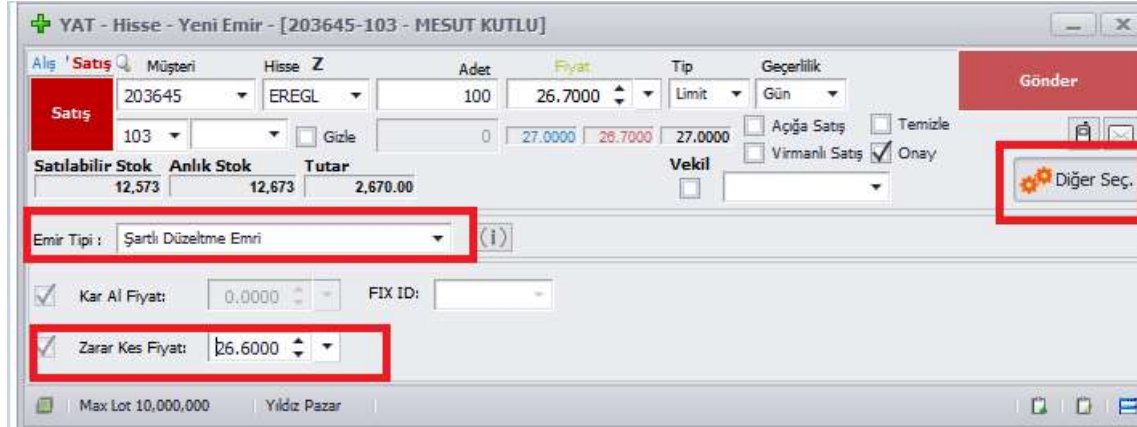 YAT - Hisse - Yeni Emir - [203645-103 - MESUT KUTLU]
Alış Satış Müşteri Hisse Z Adet Fiyat Tip Geçerlilik
Satış 203645 EREGL 100 26.7000 Limit Gün Gönder
103 Gizle 0 27.0000 26.7000 27.0000 Açığa Satış Temizle
Virmanlı Satış Onay
Satılabilir Stok Anlık Stok Tutar Vekil
12,573 12,673 2,670.00
Diğer Seç.
Emir Tipi : Şartlı Düzeltme Emri (i)
Kar Al Fiyat: 0.0000 FIX ID:
Zarar Kes Fiyat: 26.6000
Max Lot 10,000,000 Yıldız Pazar